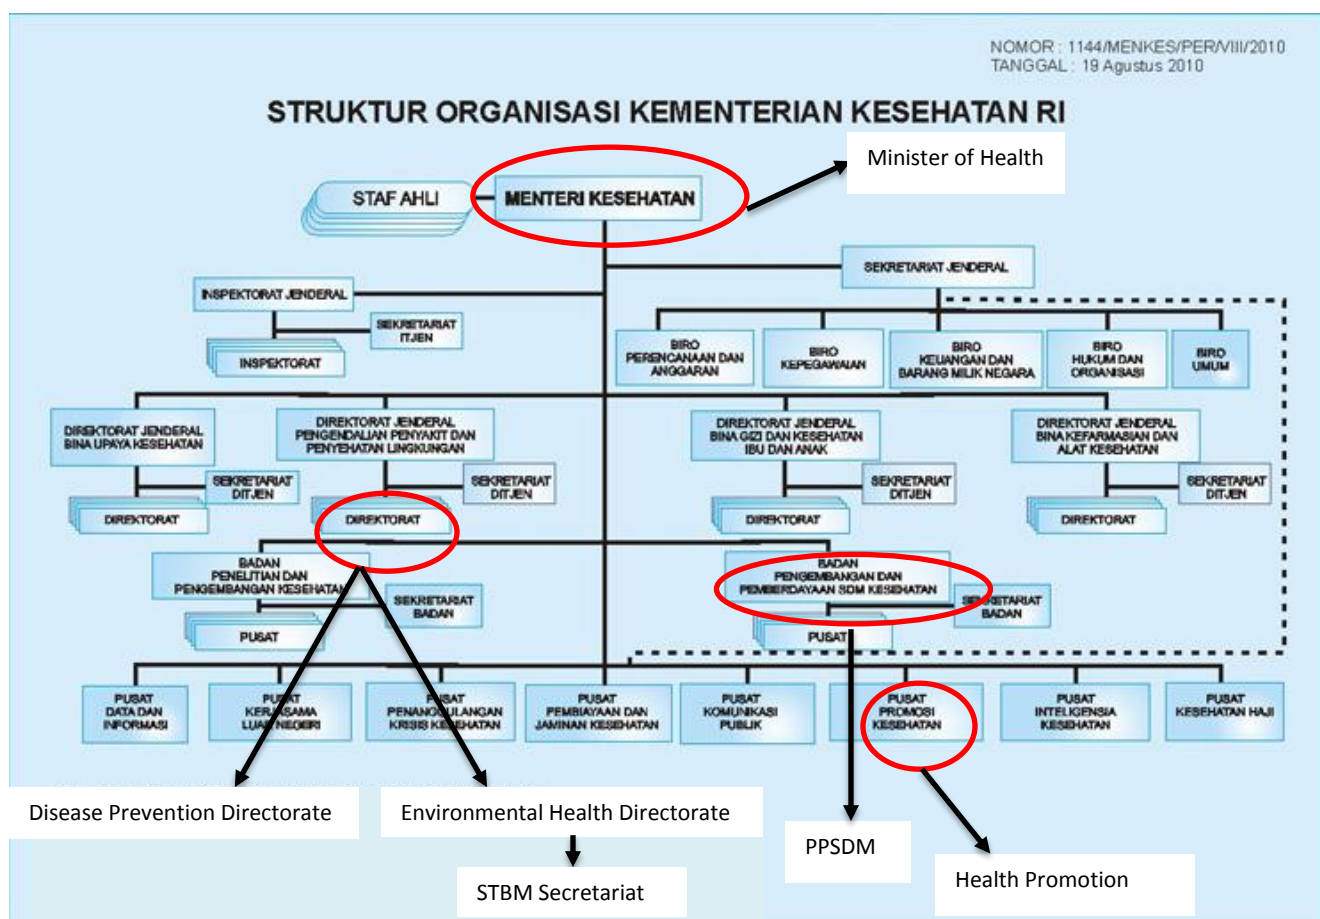 NOMOR : 1144/MENKES/PER/VIII/2010
TANGGAL : 19 Agustus 2010
STRUKTUR ORGANISASI KEMENTERIAN KESEHATAN RI
Minister of Health
STAF AHLI
MENTERI KESEHATAN
SEKRETARIAT JENDERAL
INSPEKTORAT JENDERAL
SEKRETARIAT
ITJEN
INSPEKTORAT
BIRO
PERENCANAAN DAN
ANGGARAN
BIRO
KEPEGAWAIAN
BIRO
KEUANGAN DAN
BARANG MILIK NEGARA
BIRO
HUKUM DAN
ORGANISASI
BIRO
UMUM
DIREKTORAT JENDERAL
BINA UPAYA KESEHATAN
DIREKTORAT JENDERAL
PENGENDALIAN PENYAKIT DAN
PENYEHATAN LINGKUNGAN
DIREKTORAT JENDERAL
BINA GIZI DAN KESEHATAN
IBU DAN ANAK
DIREKTORAT JENDERAL
BINA KEFARMASIAN DAN
ALAT KESEHATAN
SEKRETARIAT
DITJEN
SEKRETARIAT
DITJEN
SEKRETARIAT
DITJEN
SEKRETARIAT
DITJEN
DIREKTORAT
DIREKTORAT
DIREKTORAT
DIREKTORAT
BADAN
PENELITIAN DAN
PENGEMBANGAN KESEHATAN
BADAN
PENGEMBANGAN DAN
PEMBERDAYAAN SDM KESEHATAN
SEKRETARIAT
BADAN
SEKRETARIAT
BADAN
PUSAT
PUSAT
PUSAT
DATA DAN
INFORMASI
PUSAT
KERJASAMA
LUAR NEGERI
PUSAT
PENANGGULANGAN
KRISIS KESEHATAN
PUSAT
PEMBIAYAAN DAN
JAMINAN KESEHATAN
PUSAT
KOMUNIKASI
PUBLIK
PUSAT
PROMOSI
KESEHATAN
PUSAT
INTELIGENSIA
KESEHATAN
PUSAT
KESEHATAN HAJI
Disease Prevention Directorate
Environmental Health Directorate
STBM Secretariat
PPSDM
Health Promotion